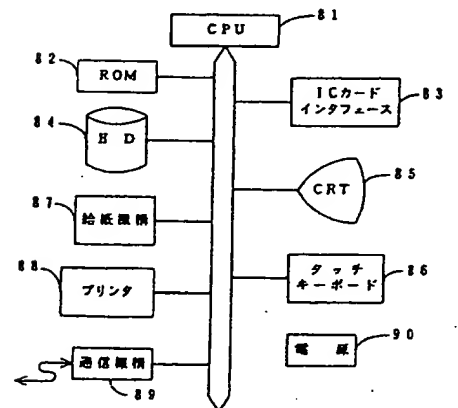 CPU
81
82
ROM
ICカード
インタフェース
83
84
HD
CRT
85
87
給紙機構
タッチ
キーボード
86
88
プリンタ
電源
90
通信機構
89